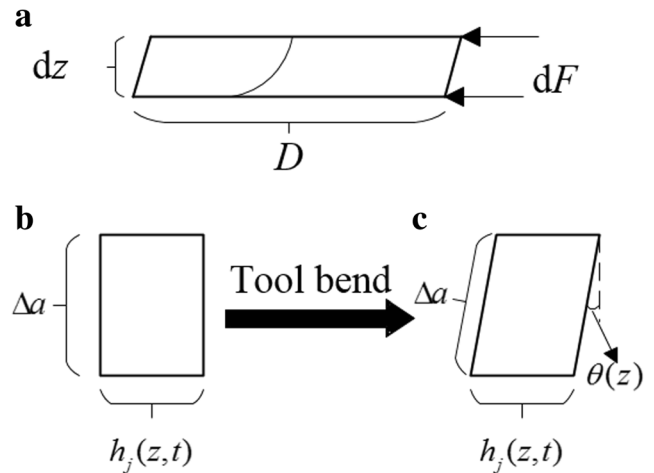 a
dz
dF
D
b
c
Δa
Tool bend
Δa
θ(z)
h_j(z,t)
h_j(z,t)